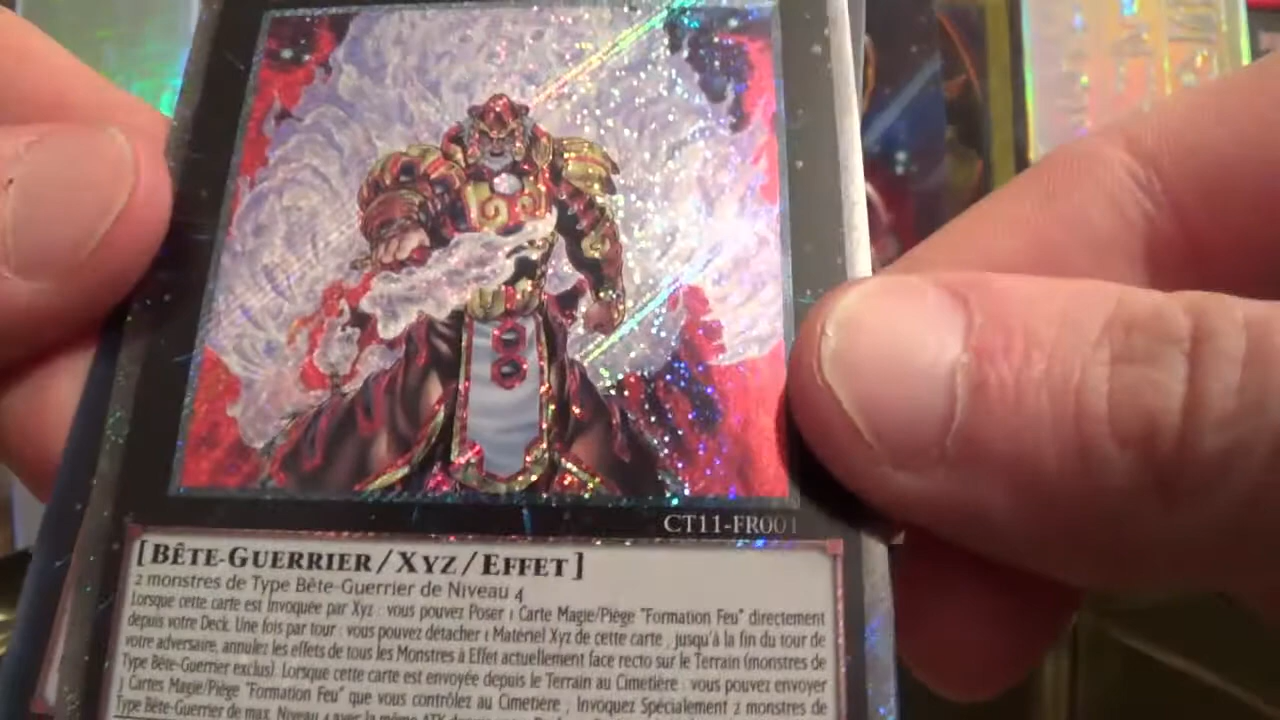 CT11-FR001
[BÊTE-GUERRIER/XYZ/EFFET]
2 monstres de Type Bête-Guerrier de Niveau 4
Lorsque cette carte est Invoquée par Xyz : vous pouvez Poser 1 Carte Magie/Piège "Formation Feu" directement
depuis votre Deck. Une fois par tour : vous pouvez détacher 1 Matériel Xyz de cette carte , jusqu'à la fin du tour de
votre adversaire, annulez les effets de tous les Monstres à Effet actuellement face recto sur le Terrain (monstres de
Type Bête-Guerrier exclus). Lorsque cette carte est envoyée depuis le Terrain au Cimetière : vous pouvez envoyer
3 Cartes Magie/Piège "Formation Feu" que vous contrôlez au Cimetière , Invoquez Spécialement 2 monstres de
Type Bête-Guerrier de max. Niveau 4 avec la même ATK depuis votre